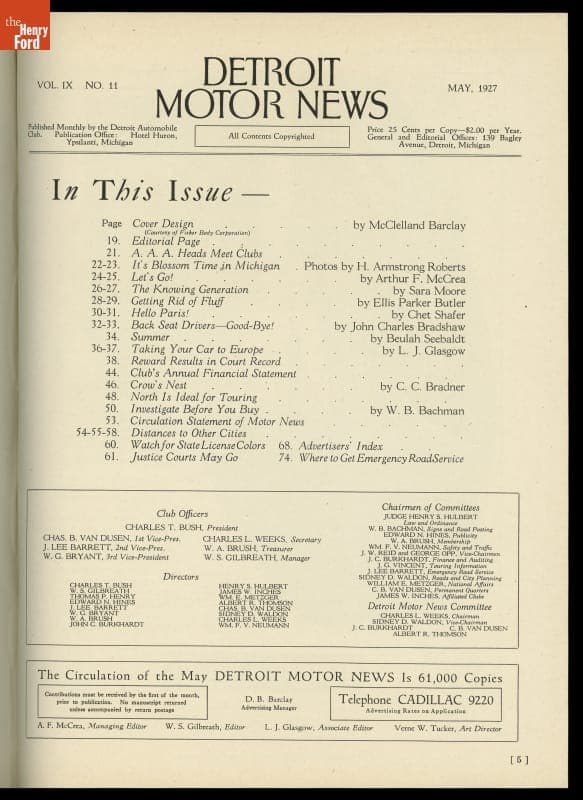 the
Henry
Ford
DETROIT
MOTOR NEWS
VOL. IX NO. 11
MAY, 1927
Published Monthly by the Detroit Automobile
Club. Publication Office: Hotel Huron,
Ypsilanti, Michigan
All Contents Copyrighted
Price 25 Cents per Copy—$2.00 per Year.
General and Editorial Offices: 139 Bagley
Avenue, Detroit, Michigan
In This Issue —
Page Cover Design . . . . by McClelland Barclay
(Courtesy of Fisher Body Corporation)
19. Editorial Page
21. A. A. A. Heads Meet Clubs
22-23. It's Blossom Time in Michigan . Photos by H. Armstrong Roberts
24-25. Let's Go! . . . . by Arthur F. McCrea
26-27. The Knowing Generation . . . . by Sara Moore
28-29. Getting Rid of Fluff . . . . by Ellis Parker Butler
30-31. Hello Paris! . . . . by Chet Shafer
32-33. Back Seat Drivers—Good-Bye! . . by John Charles Bradshaw
34. Summer . . . . by Beulah Seebaldt
36-37. Taking Your Car to Europe . . . . by L. J. Glasgow
38. Reward Results in Court Record
44. Club's Annual Financial Statement
46. Crow's Nest . . . . by C. C. Bradner
48. North Is Ideal for Touring
50. Investigate Before You Buy . . . . by W. B. Bachman
53. Circulation Statement of Motor News
54-55-58. Distances to Other Cities
60. Watch for State License Colors 68. Advertisers' Index
61. Justice Courts May Go 74. Where to Get Emergency Road Service
Club Officers
CHARLES T. BUSH, President
CHAS. B. VAN DUSEN, 1st Vice-Pres. CHARLES L. WEEKS, Secretary
J. LEE BARRETT, 2nd Vice-Pres. W. A. BRUSH, Treasurer
W. G. BRYANT, 3rd Vice-President W. S. GILBREATH, Manager
Directors
CHARLES T. BUSH
W. S. GILBREATH
THOMAS P. HENRY
EDWARD N. HINES
J. LEE BARRETT
W. G. BRYANT
W. A. BRUSH
JOHN C. BURKHARDT
HENRY S. HULBERT
JAMES W. INCHES
WM. E. METZGER
ALBERT R. THOMSON
CHAS. B. VAN DUSEN
SIDNEY D. WALDON
CHARLES L. WEEKS
WM. F. V. NEUMANN
Chairmen of Committees
JUDGE HENRY S. HULBERT
Law and Ordinance
W. B. BACHMAN, Signs and Road Posting
EDWARD N. HINES, Publicity
W. A. BRUSH, Membership
WM. F. V. NEUMANN, Safety and Traffic
J. W. REID and GEORGE OPP, Vice-Chairmen
J. C. BURKHARDT, Finance and Auditing
J. G. VINCENT, Touring Information
J. LEE BARRETT, Emergency Road Service
SIDNEY D. WALDON, Roads and City Planning
WILLIAM E. METZGER, National Affairs
C. B. VAN DUSEN, Permanent Quarters
JAMES W. INCHES, Affiliated Clubs
Detroit Motor News Committee
CHARLES L. WEEKS, Chairman
SIDNEY D. WALDON, Vice-Chairman
J. C. BURKHARDT C. B. VAN DUSEN
ALBERT R. THOMSON
The Circulation of the May DETROIT MOTOR NEWS Is 61,000 Copies
Contributions must be received by the first of the month,
prior to publication. No manuscript returned
unless accompanied by return postage
D. B. Barclay
Advertising Manager
Telephone CADILLAC 9220
Advertising Rates on Application
A. F. McCrea, Managing Editor W. S. Gilbreath, Editor L. J. Glasgow, Associate Editor Verne W. Tucker, Art Director
[ 5 ]